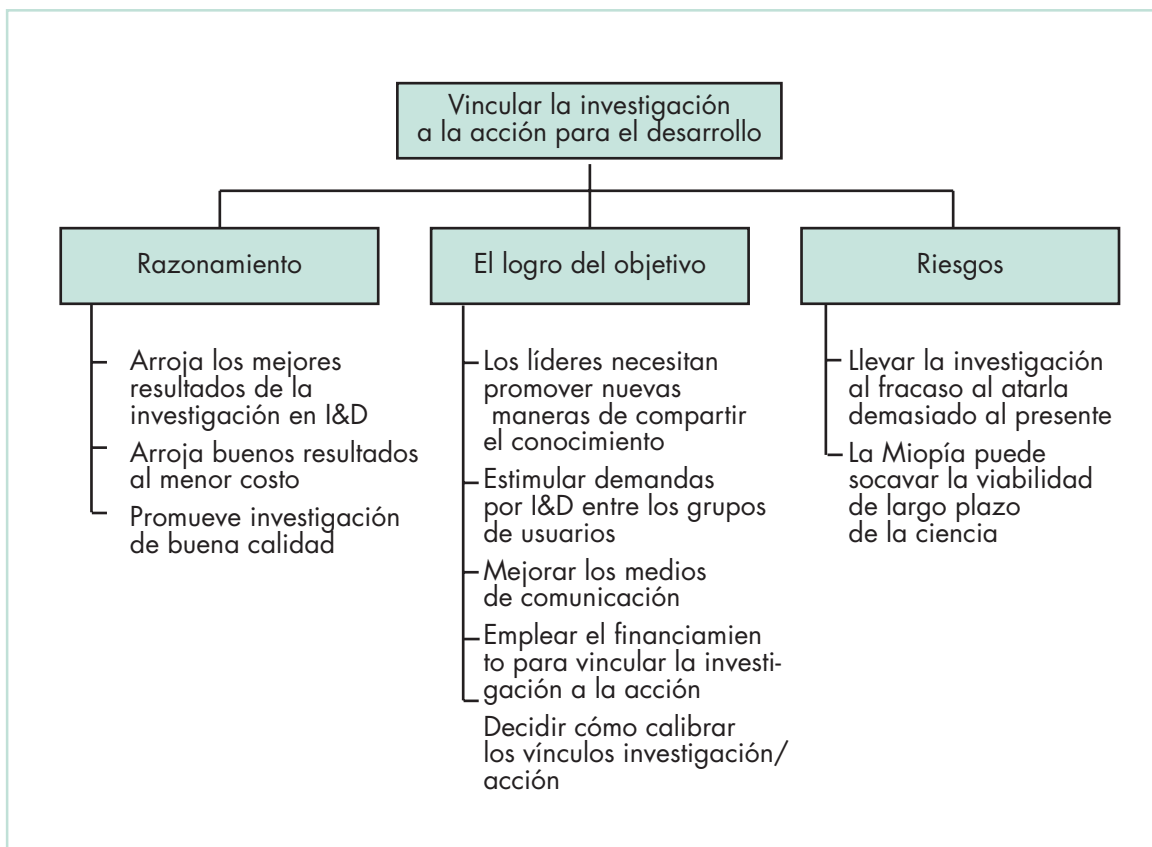 Vincular la investigación
a la acción para el desarrollo
Razonamiento
Arroja los mejores
resultados de la
investigación en I&D
Arroja buenos resultados
al menor costo
Promueve investigación
de buena calidad
El logro del objetivo
Los líderes necesitan
promover nuevas
maneras de compartir
el conocimiento
Estimular demandas
por I&D entre los grupos
de usuarios
Mejorar los medios
de comunicación
Emplear el financiamien
to para vincular la investi-
gación a la acción
Decidir cómo calibrar
los vínculos investigación/
acción
Riesgos
Llevar la investigación
al fracaso al atarla
demasiado al presente
La Miopía puede
socavar la viabilidad
de largo plazo
de la ciencia